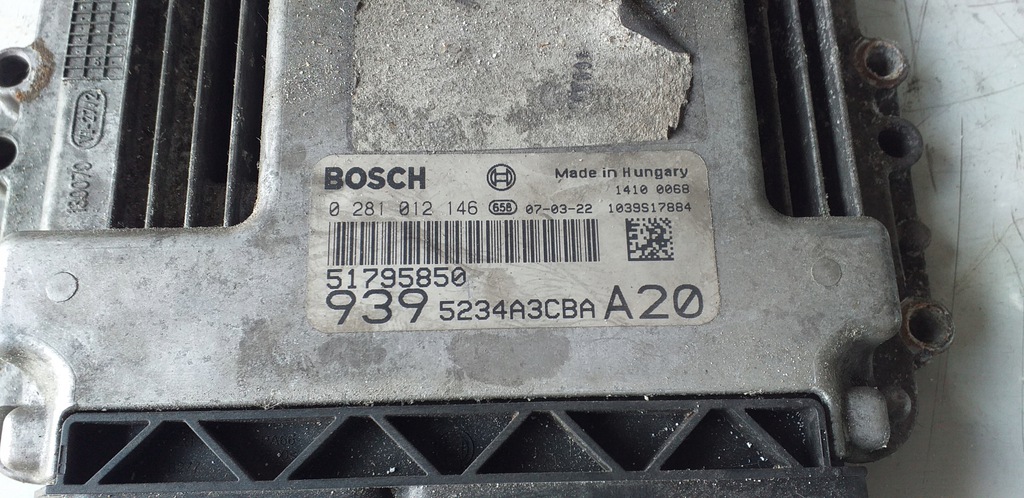 BOSCH Made in Hungary
1410 0068
0 281 012 146 658 07-03-22 1039S17884
51795850
939 5234A3CBA A20
133070